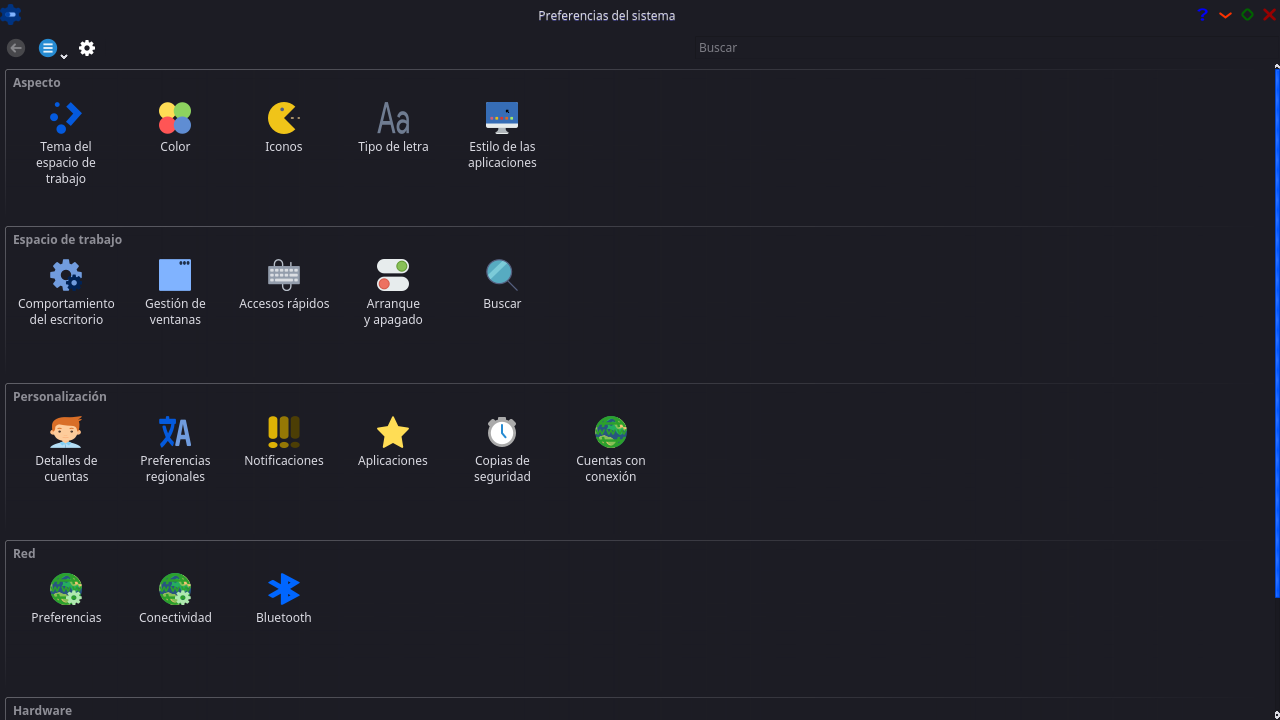 Preferencias del sistema
Buscar
Aspecto
Tema del
espacio de
trabajo
Color
Iconos
Tipo de letra
Estilo de las
aplicaciones
Espacio de trabajo
Comportamiento
del escritorio
Gestión de
ventanas
Accesos rápidos
Arranque
y apagado
Buscar
Personalización
Detalles de
cuentas
Preferencias
regionales
Notificaciones
Aplicaciones
Copias de
seguridad
Cuentas con
conexión
Red
Preferencias
Conectividad
Bluetooth
Hardware